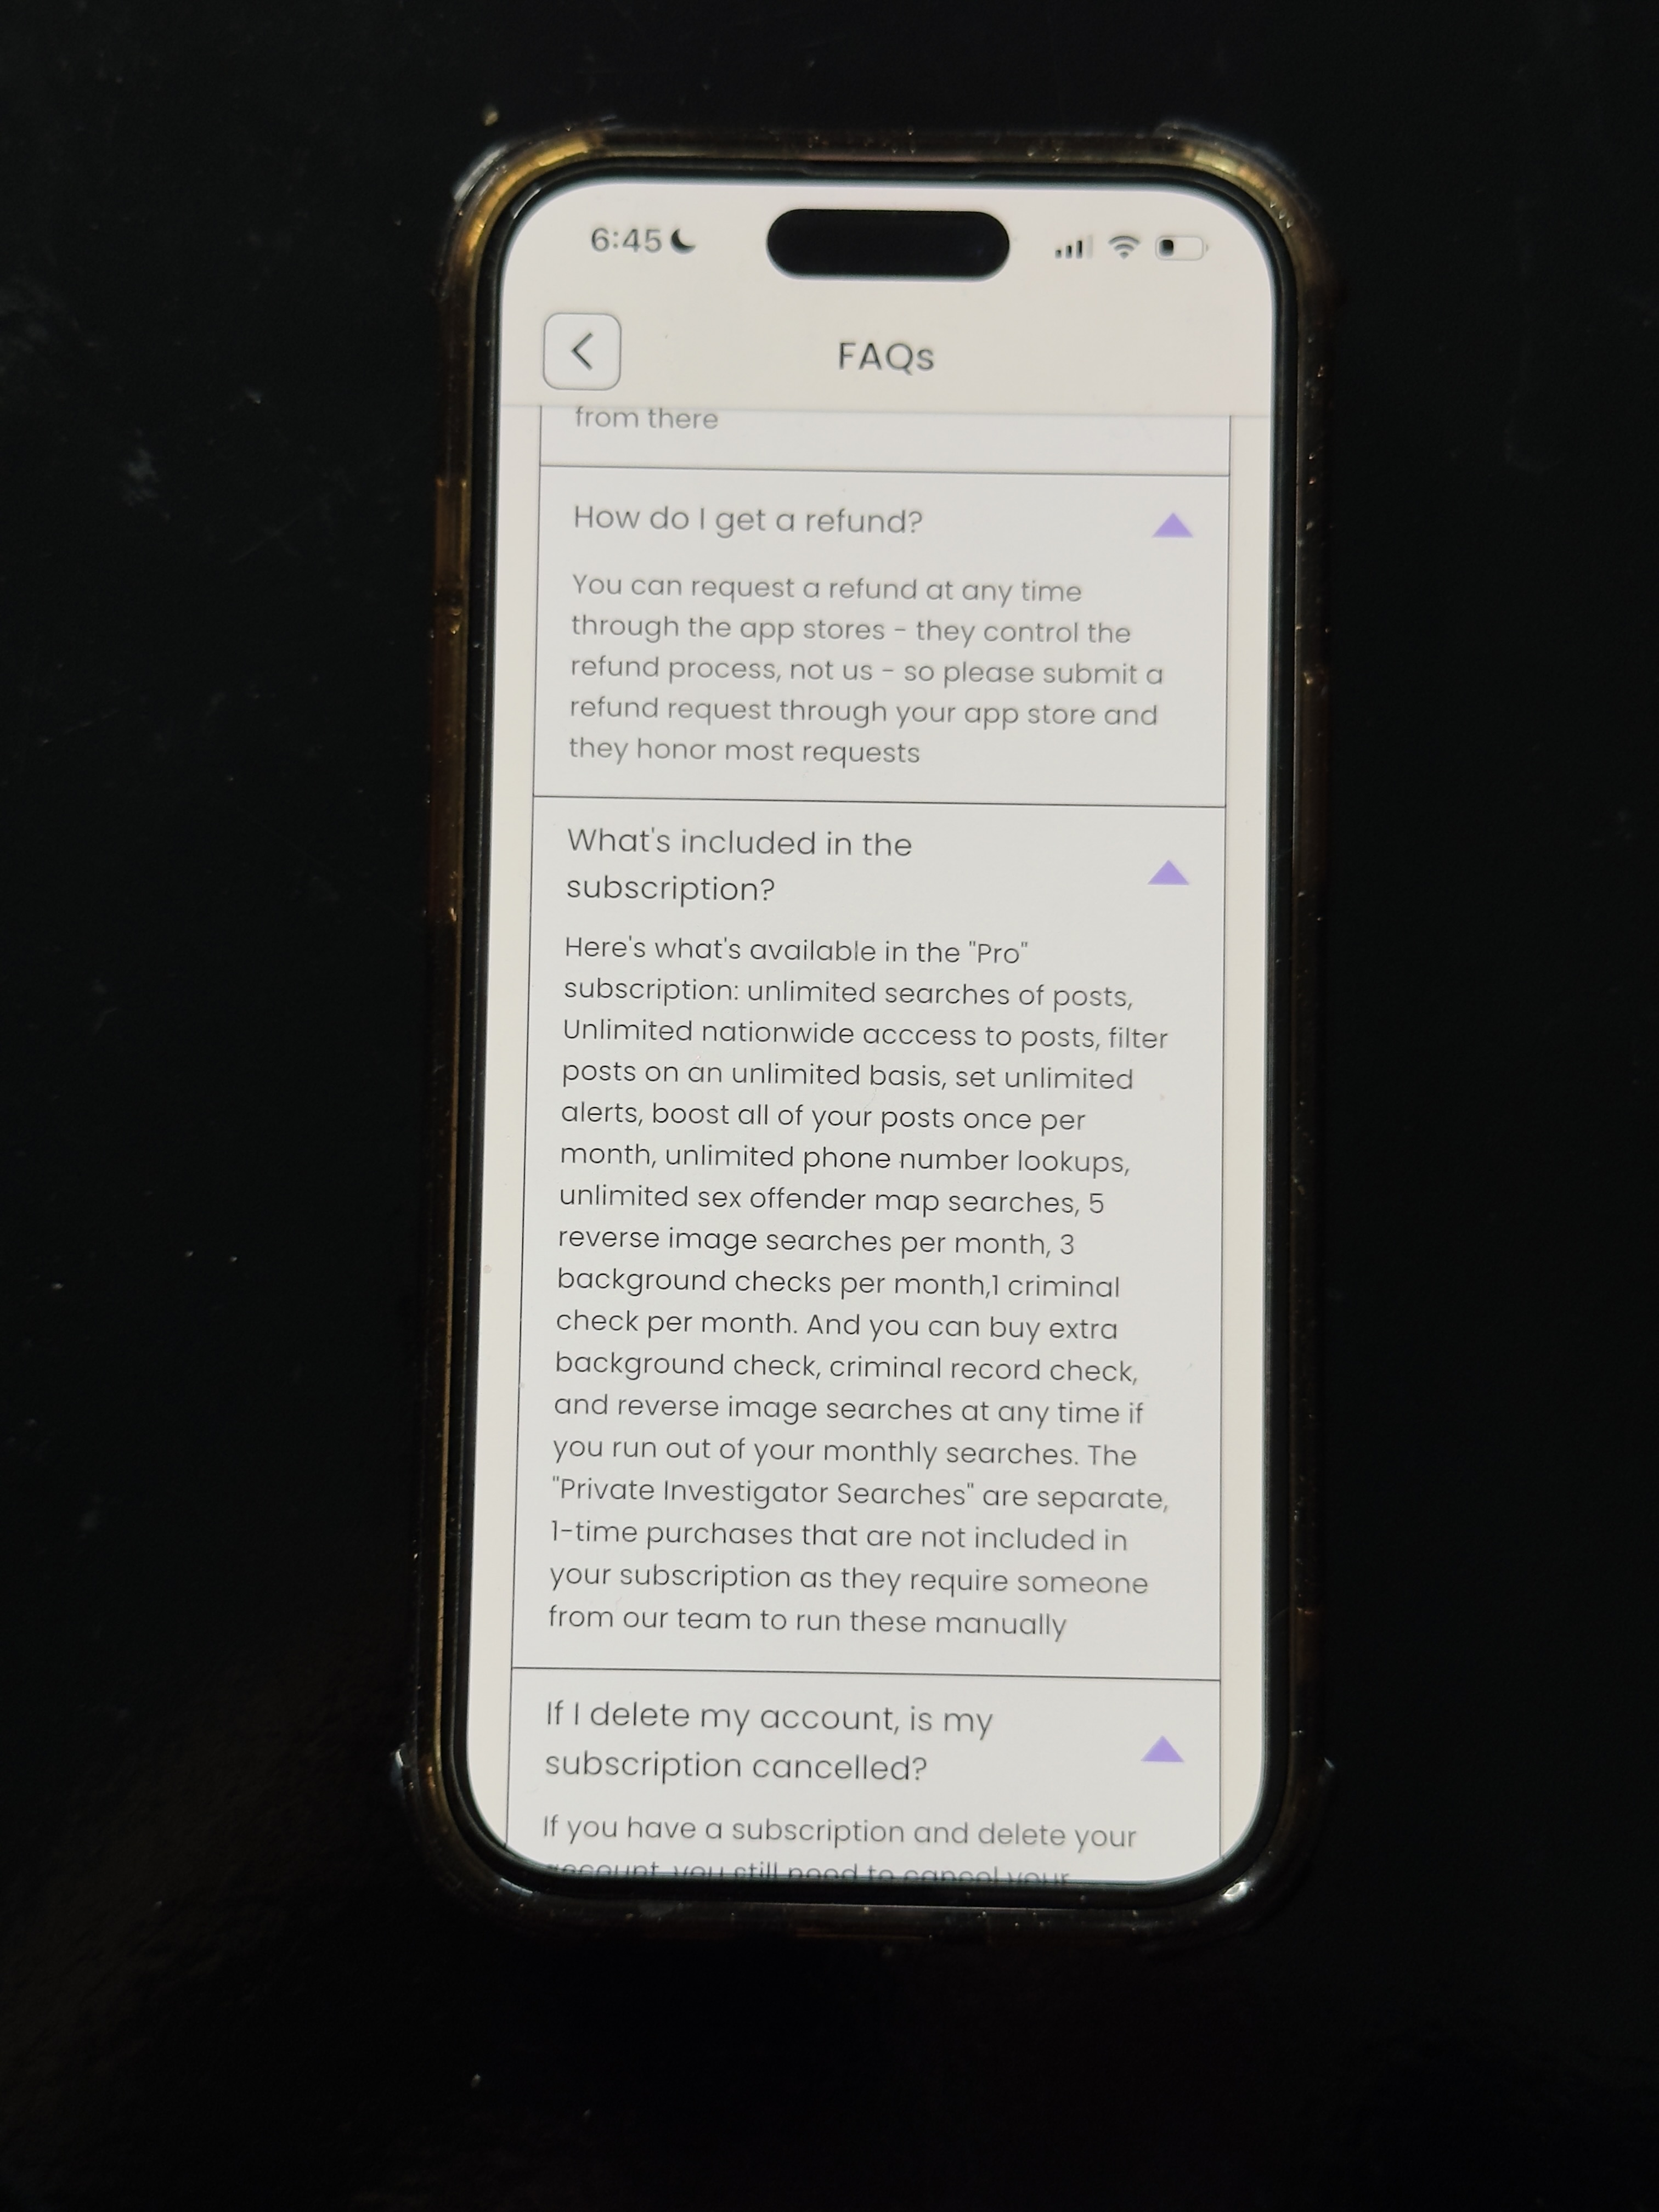 6:45
FAQs
from there
How do I get a refund?
You can request a refund at any time
through the app stores - they control the
refund process, not us - so please submit a
refund request through your app store and
they honor most requests
What's included in the
subscription?
Here's what's available in the "Pro"
subscription: unlimited searches of posts,
Unlimited nationwide acccess to posts, filter
posts on an unlimited basis, set unlimited
alerts, boost all of your posts once per
month, unlimited phone number lookups,
unlimited sex offender map searches, 5
reverse image searches per month, 3
background checks per month,1 criminal
check per month. And you can buy extra
background check, criminal record check,
and reverse image searches at any time if
you run out of your monthly searches. The
"Private Investigator Searches" are separate,
1-time purchases that are not included in
your subscription as they require someone
from our team to run these manually
If I delete my account, is my
subscription cancelled?
If you have a subscription and delete your
account, you still need to cancel your